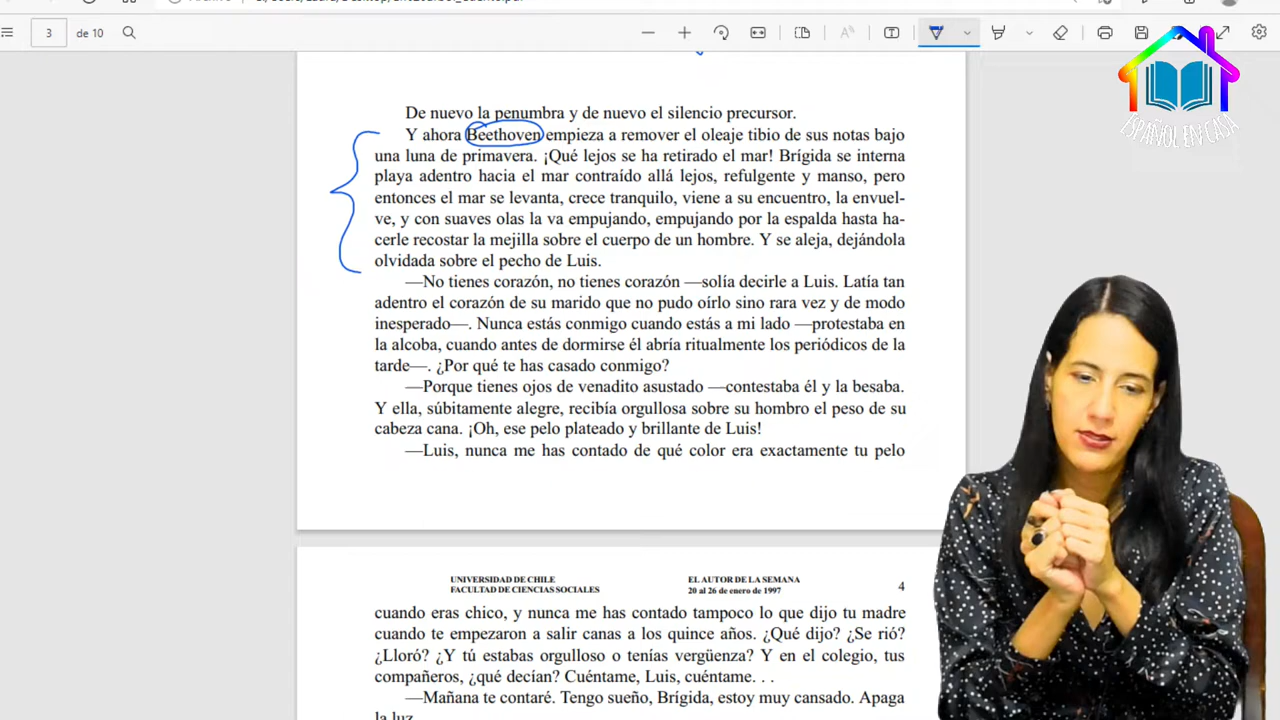 3
de 10
ESPAÑOL EN CASA
De nuevo la penumbra y de nuevo el silencio precursor.
Y ahora Beethoven empieza a remover el oleaje tibio de sus notas bajo
una luna de primavera. ¡Qué lejos se ha retirado el mar! Brígida se interna
playa adentro hacia el mar contraído allá lejos, refulgente y manso, pero
entonces el mar se levanta, crece tranquilo, viene a su encuentro, la envuel-
ve, y con suaves olas la va empujando, empujando por la espalda hasta ha-
cerle recostar la mejilla sobre el cuerpo de un hombre. Y se aleja, dejándola
olvidada sobre el pecho de Luis.
—No tienes corazón, no tienes corazón —solía decirle a Luis. Latía tan
adentro el corazón de su marido que no pudo oírlo sino rara vez y de modo
inesperado—. Nunca estás conmigo cuando estás a mi lado —protestaba en
la alcoba, cuando antes de dormirse él abría ritualmente los periódicos de la
tarde—. ¿Por qué te has casado conmigo?
—Porque tienes ojos de venadito asustado —contestaba él y la besaba.
Y ella, súbitamente alegre, recibía orgullosa sobre su hombro el peso de su
cabeza cana. ¡Oh, ese pelo plateado y brillante de Luis!
—Luis, nunca me has contado de qué color era exactamente tu pelo
UNIVERSIDAD DE CHILE
FACULTAD DE CIENCIAS SOCIALES
EL AUTOR DE LA SEMANA
20 al 26 de enero de 1997
4
cuando eras chico, y nunca me has contado tampoco lo que dijo tu madre
cuando te empezaron a salir canas a los quince años. ¿Qué dijo? ¿Se rió?
¿Lloró? ¿Y tú estabas orgulloso o tenías vergüenza? Y en el colegio, tus
compañeros, ¿qué decían? Cuéntame, Luis, cuéntame. . .
—Mañana te contaré. Tengo sueño, Brígida, estoy muy cansado. Apaga
la luz.